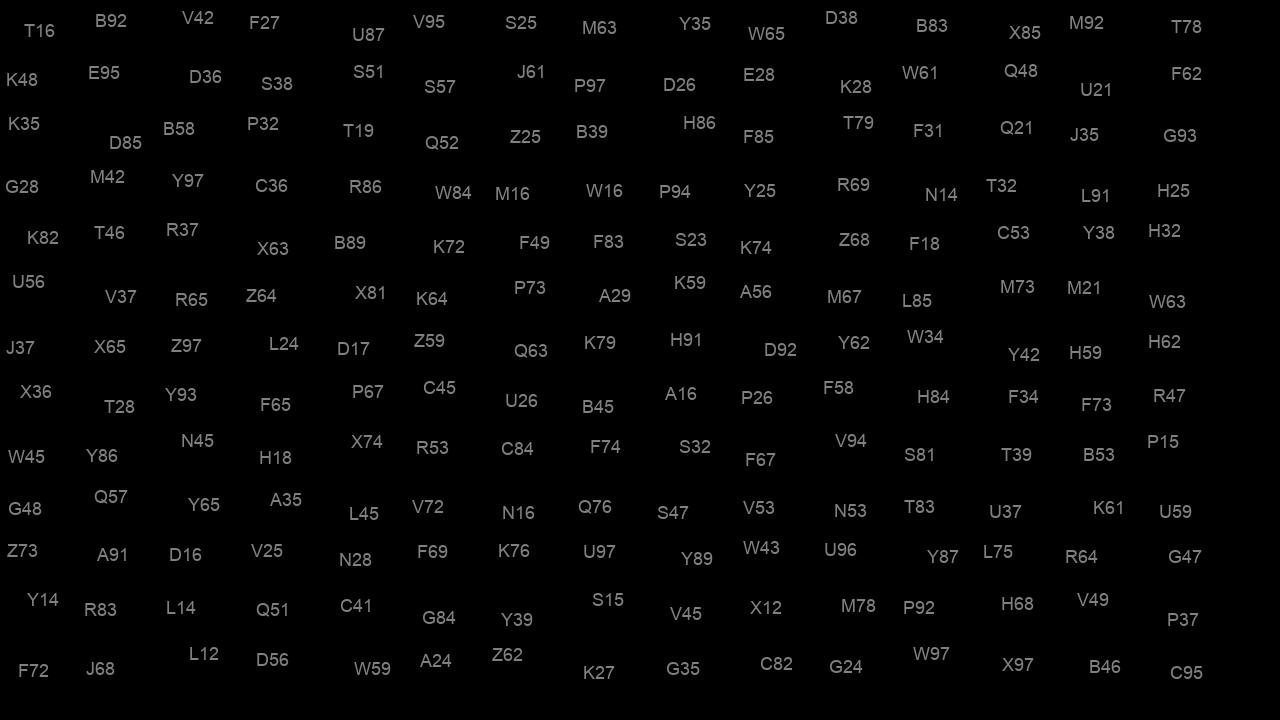 T16 B92 V42 F27 U87 V95 S25 M63 Y35 W65 D38 B83 X85 M92 T78
K48 E95 D36 S38 S51 S57 J61 P97 D26 E28 K28 W61 Q48 U21 F62
K35 D85 B58 P32 T19 Q52 Z25 B39 H86 F85 T79 F31 Q21 J35 G93
G28 M42 Y97 C36 R86 W84 M16 W16 P94 Y25 R69 N14 T32 L91 H25
K82 T46 R37 X63 B89 K72 F49 F83 S23 K74 Z68 F18 C53 Y38 H32
U56 V37 R65 Z64 X81 K64 P73 A29 K59 A56 M67 L85 M73 M21 W63
J37 X65 Z97 L24 D17 Z59 Q63 K79 H91 D92 Y62 W34 Y42 H59 H62
X36 T28 Y93 F65 P67 C45 U26 B45 A16 P26 F58 H84 F34 F73 R47
W45 Y86 N45 H18 X74 R53 C84 F74 S32 F67 V94 S81 T39 B53 P15
G48 Q57 Y65 A35 L45 V72 N16 Q76 S47 V53 N53 T83 U37 K61 U59
Z73 A91 D16 V25 N28 F69 K76 U97 Y89 W43 U96 Y87 L75 R64 G47
Y14 R83 L14 Q51 C41 G84 Y39 S15 V45 X12 M78 P92 H68 V49 P37
F72 J68 L12 D56 W59 A24 Z62 K27 G35 C82 G24 W97 X97 B46 C95